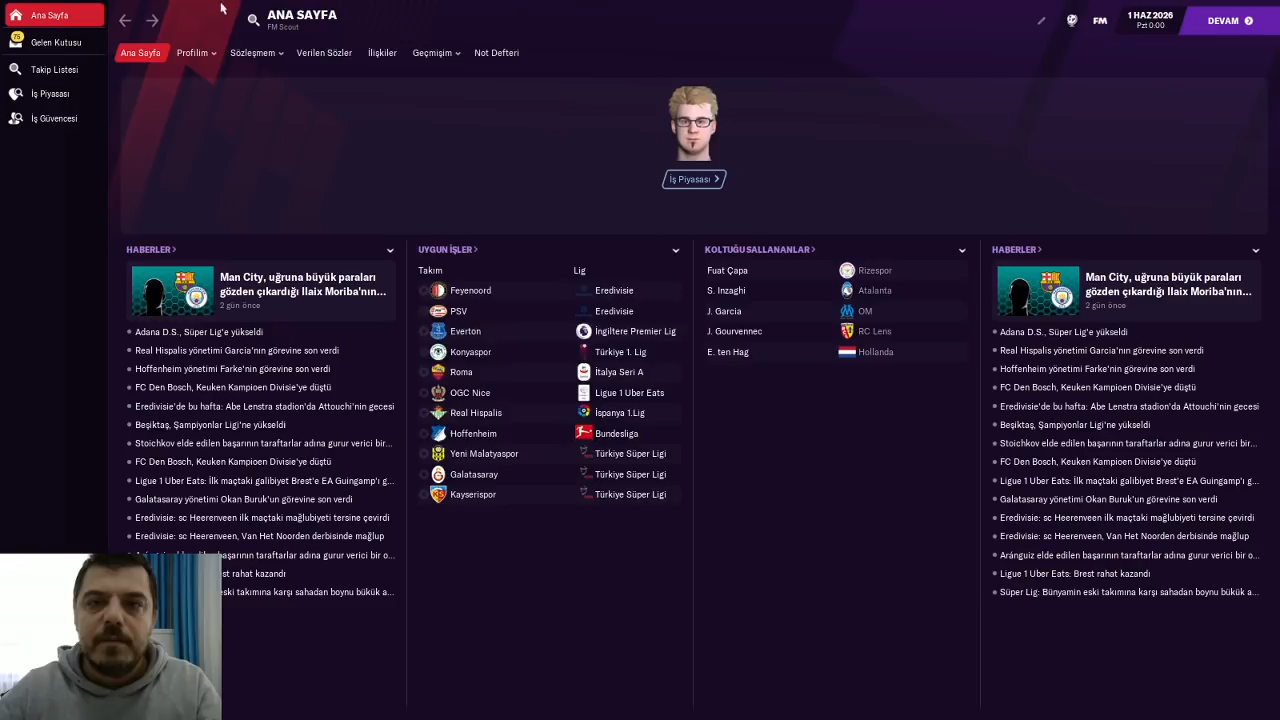 Ana Sayfa
75
Gelen Kutusu
Takip Listesi
İş Piyasası
İş Güvencesi
ANA SAYFA
FM Scout
FM
1 HAZ 2026
Pzt 0:00
DEVAM
Ana Sayfa
Profilim
Sözleşmem
Verilen Sözler
İlişkiler
Geçmişim
Not Defteri
İş Piyasası
HABERLER
Man City, uğruna büyük paraları
gözden çıkardığı Ilaix Moriba'nın...
2 gün önce
Adana D.S., Süper Lig'e yükseldi
Real Hispalis yönetimi Garcia'nın görevine son verdi
Hoffenheim yönetimi Farke'nin görevine son verdi
FC Den Bosch, Keuken Kampioen Divisie'ye düştü
Eredivisie'de bu hafta: Abe Lenstra stadion'da Attouchi'nin gecesi
Beşiktaş, Şampiyonlar Ligi'ne yükseldi
Stoichkov elde edilen başarının taraftarlar adına gurur verici bir...
FC Den Bosch, Keuken Kampioen Divisie'ye düştü
Ligue 1 Uber Eats: İlk maçtaki galibiyet Brest'e EA Guingamp'ı g...
Galatasaray yönetimi Okan Buruk'un görevine son verdi
Eredivisie: sc Heerenveen ilk maçtaki mağlubiyeti tersine çevirdi
Eredivisie: sc Heerenveen, Van Het Noorden derbisinde mağlup
rest rahat kazandı
eski takımına karşı sahadan boynu bükük a...
UYGUN İŞLER
Takım Lig
Feyenoord Eredivisie
PSV Eredivisie
Everton İngiltere Premier Lig
Konyaspor Türkiye 1. Lig
Roma İtalya Seri A
OGC Nice Ligue 1 Uber Eats
Real Hispalis İspanya 1.Lig
Hoffenheim Bundesliga
Yeni Malatyaspor Türkiye Süper Ligi
Galatasaray Türkiye Süper Ligi
Kayserispor Türkiye Süper Ligi
KOLTUĞU SALLANANLAR
Fuat Çapa Rizespor
S. Inzaghi Atalanta
J. Garcia OM
J. Gourvennec RC Lens
E. ten Hag Hollanda
HABERLER
Man City, uğruna büyük paraları
gözden çıkardığı Ilaix Moriba'nın...
2 gün önce
Adana D.S., Süper Lig'e yükseldi
Real Hispalis yönetimi Garcia'nın görevine son verdi
Hoffenheim yönetimi Farke'nin görevine son verdi
FC Den Bosch, Keuken Kampioen Divisie'ye düştü
Eredivisie'de bu hafta: Abe Lenstra stadion'da Attouchi'nin gecesi
Beşiktaş, Şampiyonlar Ligi'ne yükseldi
Stoichkov elde edilen başarının taraftarlar adına gurur verici bir...
FC Den Bosch, Keuken Kampioen Divisie'ye düştü
Ligue 1 Uber Eats: İlk maçtaki galibiyet Brest'e EA Guingamp'ı g...
Galatasaray yönetimi Okan Buruk'un görevine son verdi
Eredivisie: sc Heerenveen ilk maçtaki mağlubiyeti tersine çevirdi
Eredivisie: sc Heerenveen, Van Het Noorden derbisinde mağlup
Aránguiz elde edilen başarının taraftarlar adına gurur verici bir o...
Ligue 1 Uber Eats: Brest rahat kazandı
Süper Lig: Bünyamin eski takımına karşı sahadan boynu bükük a...